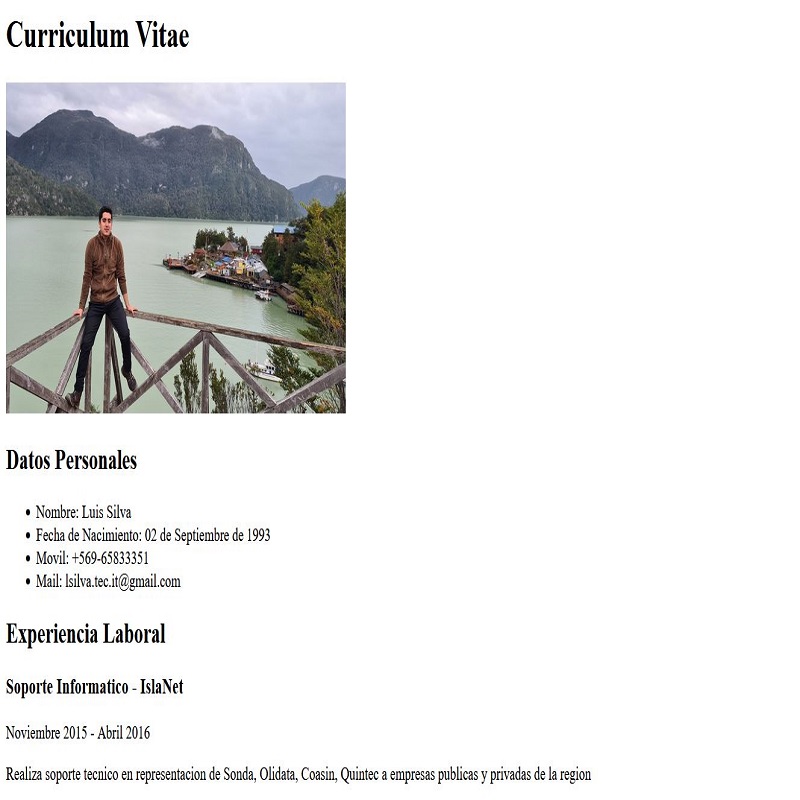 Curriculum Vitae
Datos Personales
Nombre: Luis Silva
Fecha de Nacimiento: 02 de Septiembre de 1993
Movil: +569-65833351
Mail: lsilva.tec.it@gmail.com
Experiencia Laboral
Soporte Informatico - IslaNet
Noviembre 2015 - Abril 2016
Realiza soporte tecnico en representacion de Sonda, Olidata, Coasin, Quintec a empresas publicas y privadas de la region